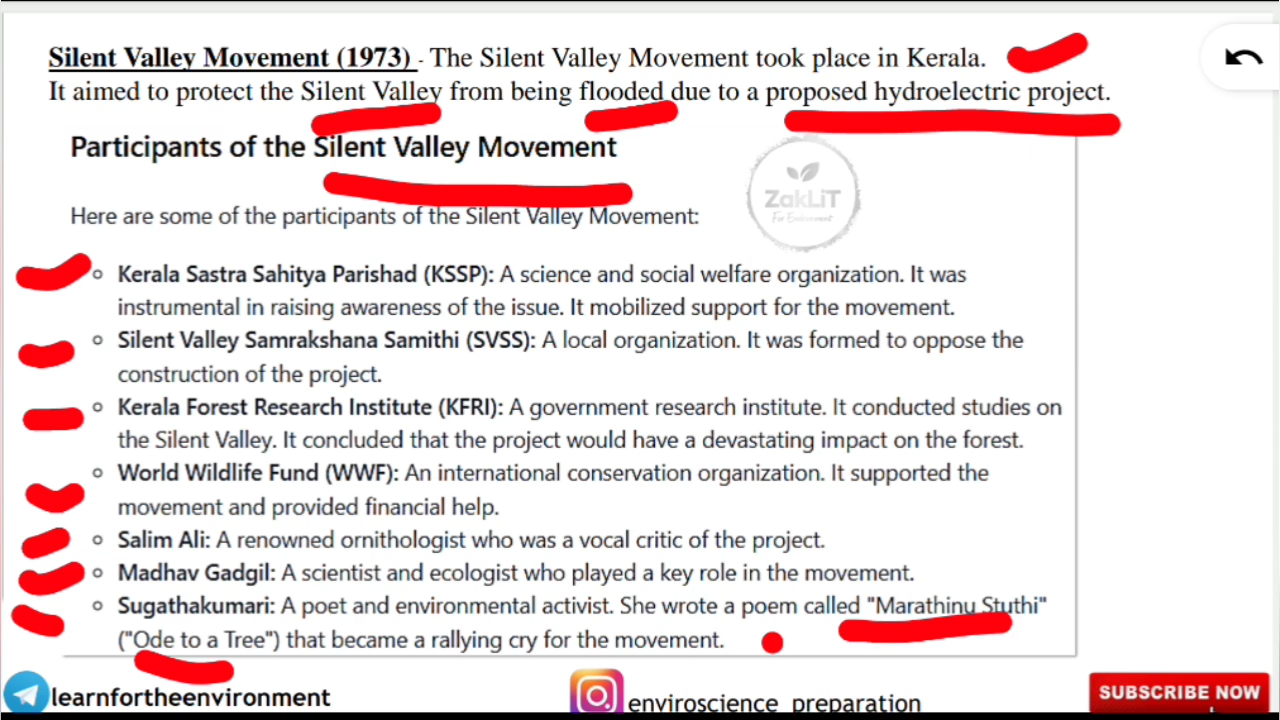 Silent Valley Movement (1973) - The Silent Valley Movement took place in Kerala.
It aimed to protect the Silent Valley from being flooded due to a proposed hydroelectric project.
Participants of the Silent Valley Movement
ZakLiT
For Environment
Here are some of the participants of the Silent Valley Movement:
Kerala Sastra Sahitya Parishad (KSSP): A science and social welfare organization. It was
instrumental in raising awareness of the issue. It mobilized support for the movement.
Silent Valley Samrakshana Samithi (SVSS): A local organization. It was formed to oppose the
construction of the project.
Kerala Forest Research Institute (KFRI): A government research institute. It conducted studies on
the Silent Valley. It concluded that the project would have a devastating impact on the forest.
World Wildlife Fund (WWF): An international conservation organization. It supported the
movement and provided financial help.
Salim Ali: A renowned ornithologist who was a vocal critic of the project.
Madhav Gadgil: A scientist and ecologist who played a key role in the movement.
Sugathakumari: A poet and environmental activist. She wrote a poem called "Marathinu Stuthi"
("Ode to a Tree") that became a rallying cry for the movement.
learnfortheenvironment
enviroscience_preparation
SUBSCRIBE NOW